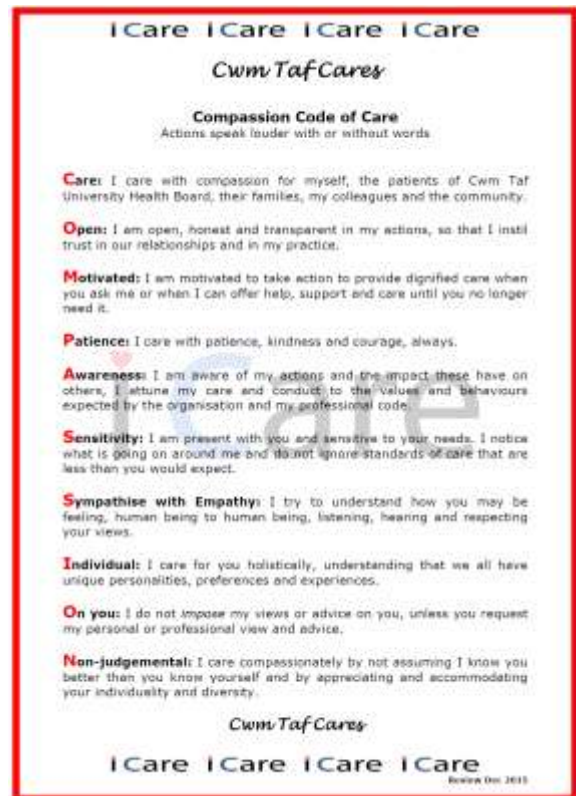 i Care i Care i Care i Care
Cwm Taf Cares
Compassion Code of Care
Actions speak louder with or without words
Care: I care with compassion for myself, the patients of Cwm Taf
University Health Board, their families, my colleagues and the community.
Open: I am open, honest and transparent in my actions, so that I instil
trust in our relationships and in my practice.
Motivated: I am motivated to take action to provide dignified care when
you ask me or when I can offer help, support and care until you no longer
need it.
Patience: I care with patience, kindness and courage, always.
Awareness: I am aware of my actions and the impact these have on
others, I attune my care and conduct to the values and behaviours
expected by the organisation and my professional code.
iCare
Sensitivity: I am present with you and sensitive to your needs. I notice
what is going on around me and do not ignore standards of care that are
less than you would expect.
Sympathise with Empathy: I try to understand how you may be
feeling, human being to human being, listening, hearing and respecting
your views.
Individual: I care for you holistically, understanding that we all have
unique personalities, preferences and experiences.
On you: I do not impose my views or advice on you, unless you request
my personal or professional view and advice.
Non-judgemental: I care compassionately by not assuming I know you
better than you know yourself and by appreciating and accommodating
your individuality and diversity.
Cwm Taf Cares
i Care i Care i Care i Care
Review Dec 2015